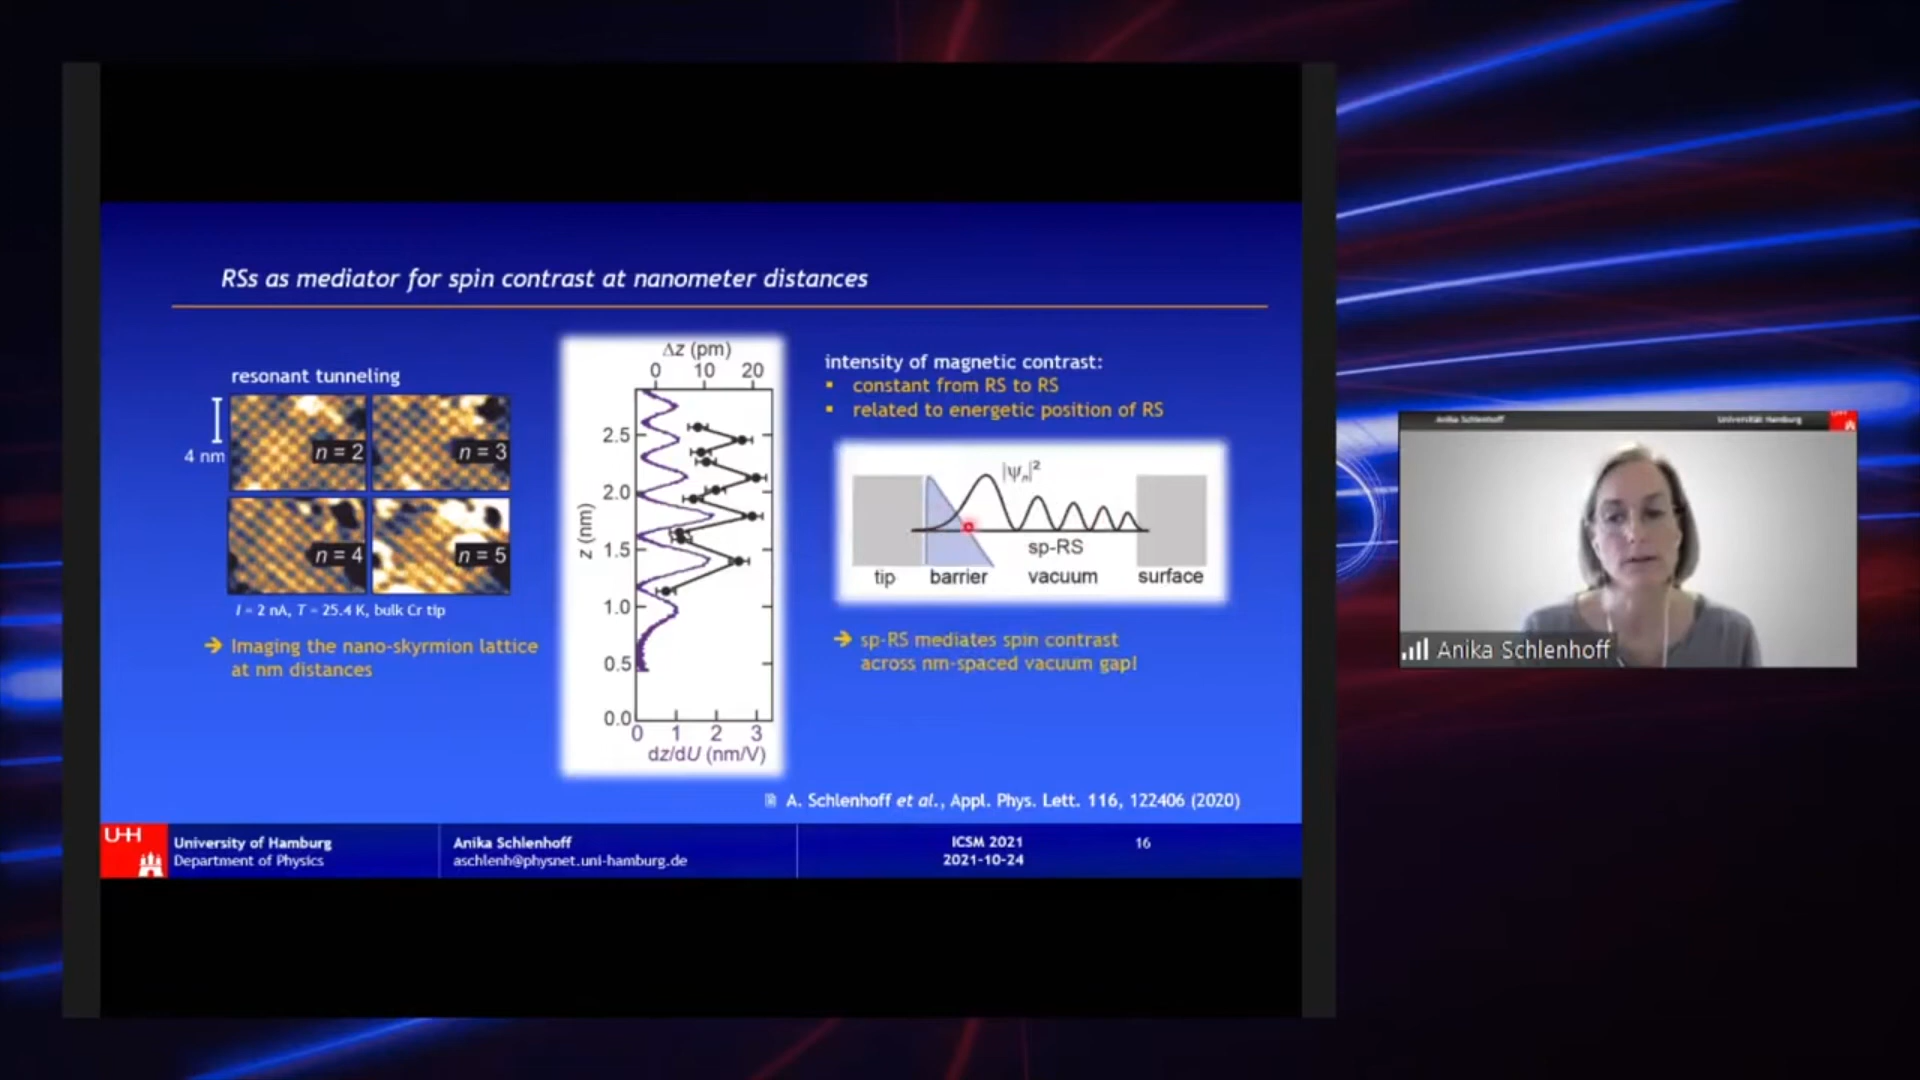 RSs as mediator for spin contrast at nanometer distances
resonant tunneling
4 nm
n = 2
n = 3
n = 4
n = 5
I = 2 nA, T = 25.4 K, bulk Cr tip
➔ Imaging the nano-skyrmion lattice
at nm distances
Δz (pm)
0 10 20
2.5
2.0
1.5
1.0
0.5
0.0
z (nm)
0 1 2 3
dz/dU (nm/V)
intensity of magnetic contrast:
▪ constant from RS to RS
▪ related to energetic position of RS
|ψn|²
sp-RS
tip barrier vacuum surface
➔ sp-RS mediates spin contrast
across nm-spaced vacuum gap!
A. Schlenhoff et al., Appl. Phys. Lett. 116, 122406 (2020)
UHH
University of Hamburg
Department of Physics
Anika Schlenhoff
aschlenh@physnet.uni-hamburg.de
ICSM 2021
2021-10-24
16
Anika Schlenhoff
Universität Hamburg
Anika Schlenhoff